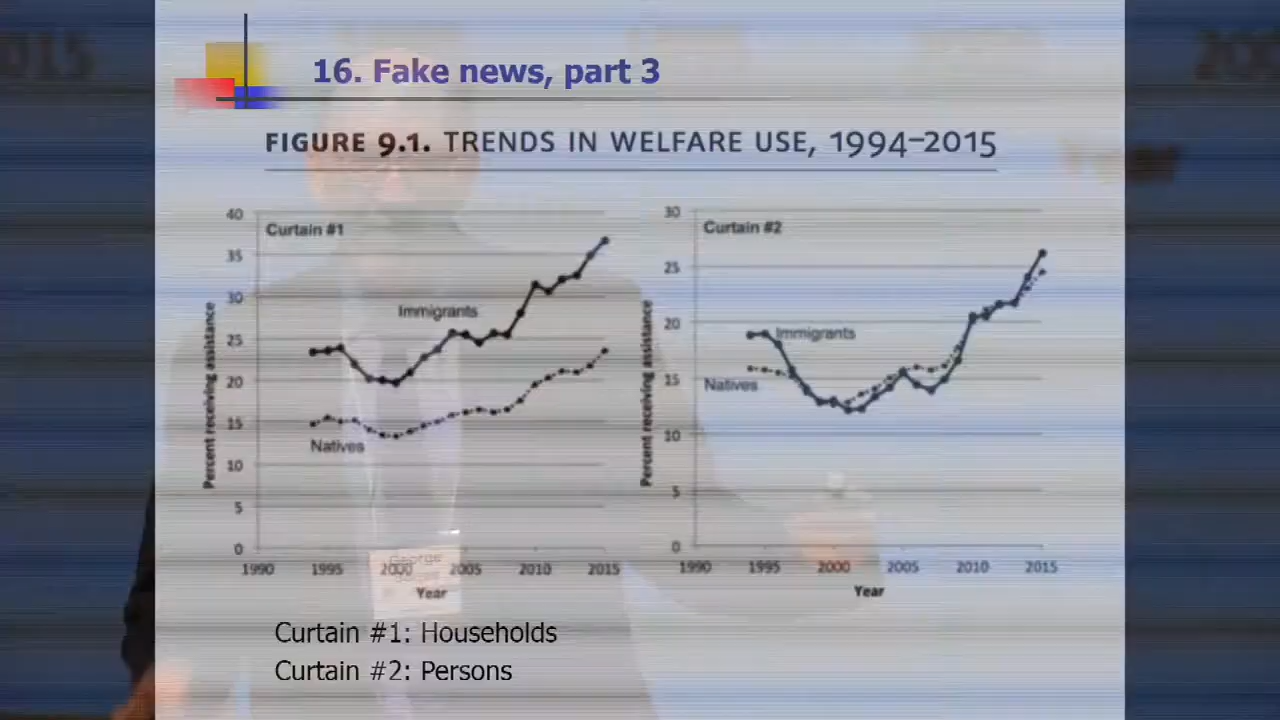 16. Fake news, part 3
FIGURE 9.1. TRENDS IN WELFARE USE, 1994–2015
Curtain #1
Immigrants
Natives
Percent receiving assistance
40
35
30
25
20
15
10
5
0
1990 1995 2000 2005 2010 2015
Year
Curtain #2
Immigrants
Natives
Percent receiving assistance
30
25
20
15
10
5
0
1990 1995 2000 2005 2010 2015
Year
Curtain #1: Households
Curtain #2: Persons
George
2015